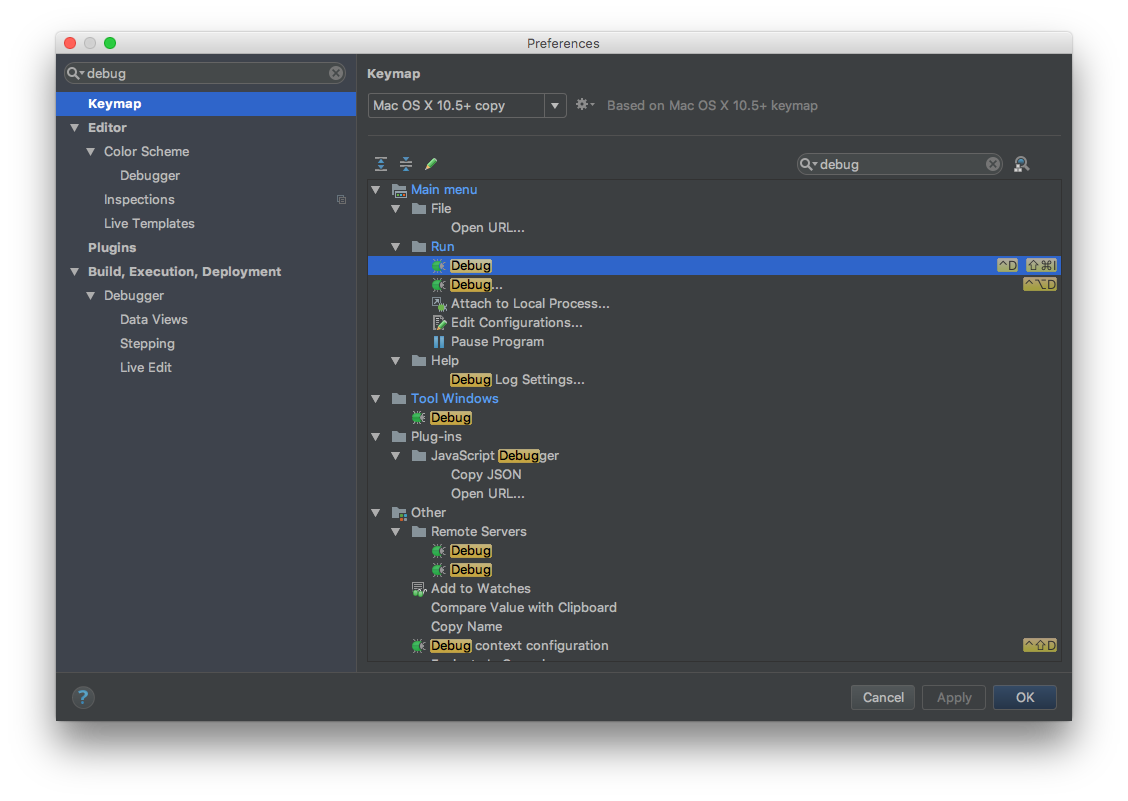 Preferences
debug
Keymap
Editor
Color Scheme
Debugger
Inspections
Live Templates
Plugins
Build, Execution, Deployment
Debugger
Data Views
Stepping
Live Edit
Keymap
Mac OS X 10.5+ copy
Based on Mac OS X 10.5+ keymap
debug
Main menu
File
Open URL...
Run
Debug ^D ⇧⌘I
Debug... ^⌥D
Attach to Local Process...
Edit Configurations...
Pause Program
Help
Debug Log Settings...
Tool Windows
Debug
Plug-ins
JavaScript Debugger
Copy JSON
Open URL...
Other
Remote Servers
Debug
Debug
Add to Watches
Compare Value with Clipboard
Copy Name
Debug context configuration ^⇧D
?
Cancel
Apply
OK